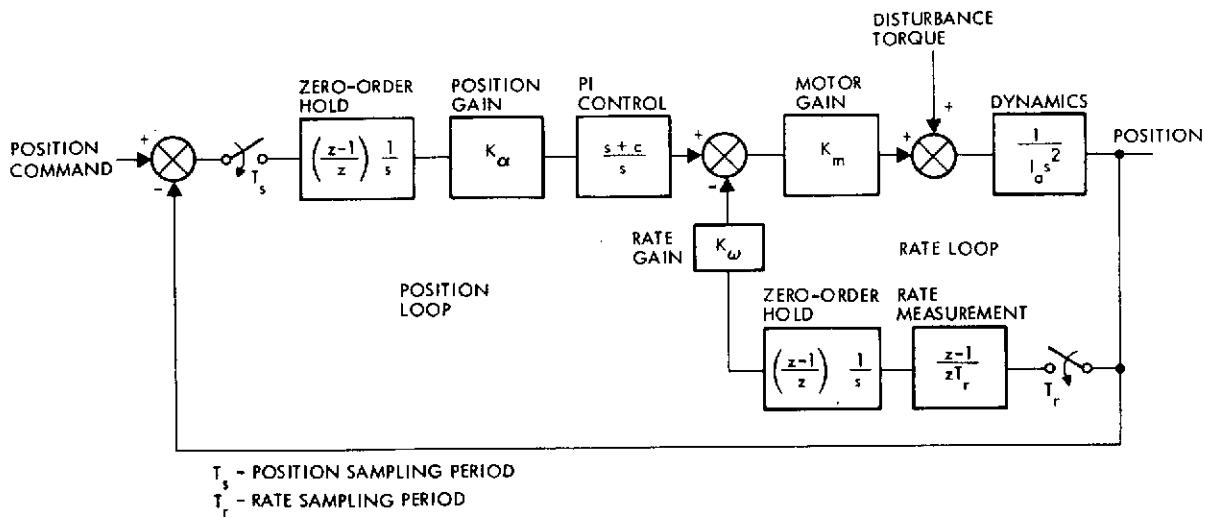 DISTURBANCE
TORQUE
ZERO-ORDER
HOLD
POSITION
GAIN
PI
CONTROL
MOTOR
GAIN
DYNAMICS
POSITION
COMMAND
+
-
T_s
(z-1/z) 1/s
K_α
s + c/s
+
-
K_m
+
+
1/I_a s^2
POSITION
RATE
GAIN
K_ω
RATE LOOP
POSITION
LOOP
ZERO-ORDER
HOLD
RATE
MEASUREMENT
(z-1/z) 1/s
z-1/zT_r
T_r
T_s - POSITION SAMPLING PERIOD
T_r - RATE SAMPLING PERIOD